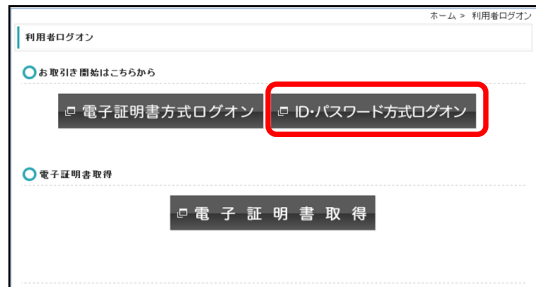 ホーム > 利用者ログオン
利用者ログオン
お取引き開始はこちらから
電子証明書方式ログオン
ID・パスワード方式ログオン
電子証明書取得
電子証明書取得